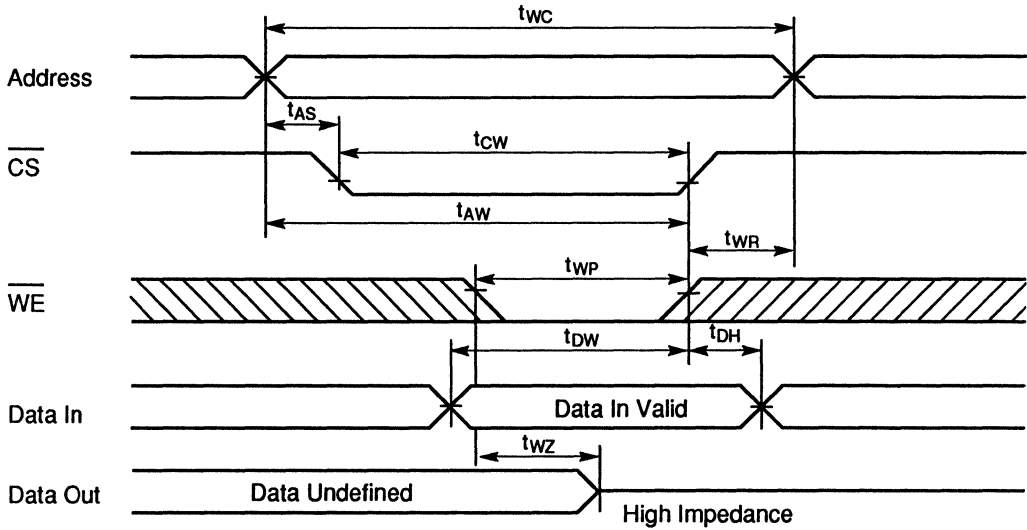 tWC
Address
tAS
tCW
CS
tAW
tWR
tWP
WE
tDW
tDH
Data In
Data In Valid
tWZ
Data Out
Data Undefined
High Impedance